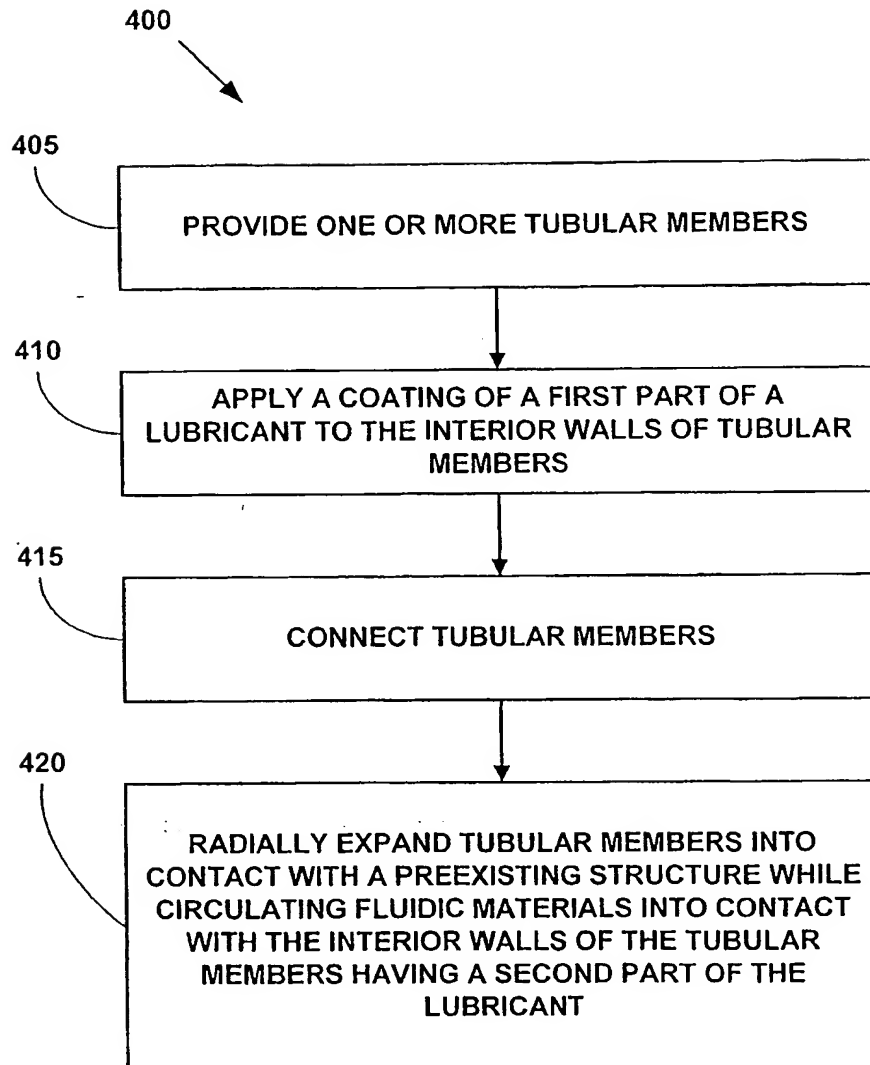 400
405
PROVIDE ONE OR MORE TUBULAR MEMBERS
410
APPLY A COATING OF A FIRST PART OF A
LUBRICANT TO THE INTERIOR WALLS OF TUBULAR
MEMBERS
415
CONNECT TUBULAR MEMBERS
420
RADIALLY EXPAND TUBULAR MEMBERS INTO
CONTACT WITH A PREEXISTING STRUCTURE WHILE
CIRCULATING FLUIDIC MATERIALS INTO CONTACT
WITH THE INTERIOR WALLS OF THE TUBULAR
MEMBERS HAVING A SECOND PART OF THE
LUBRICANT